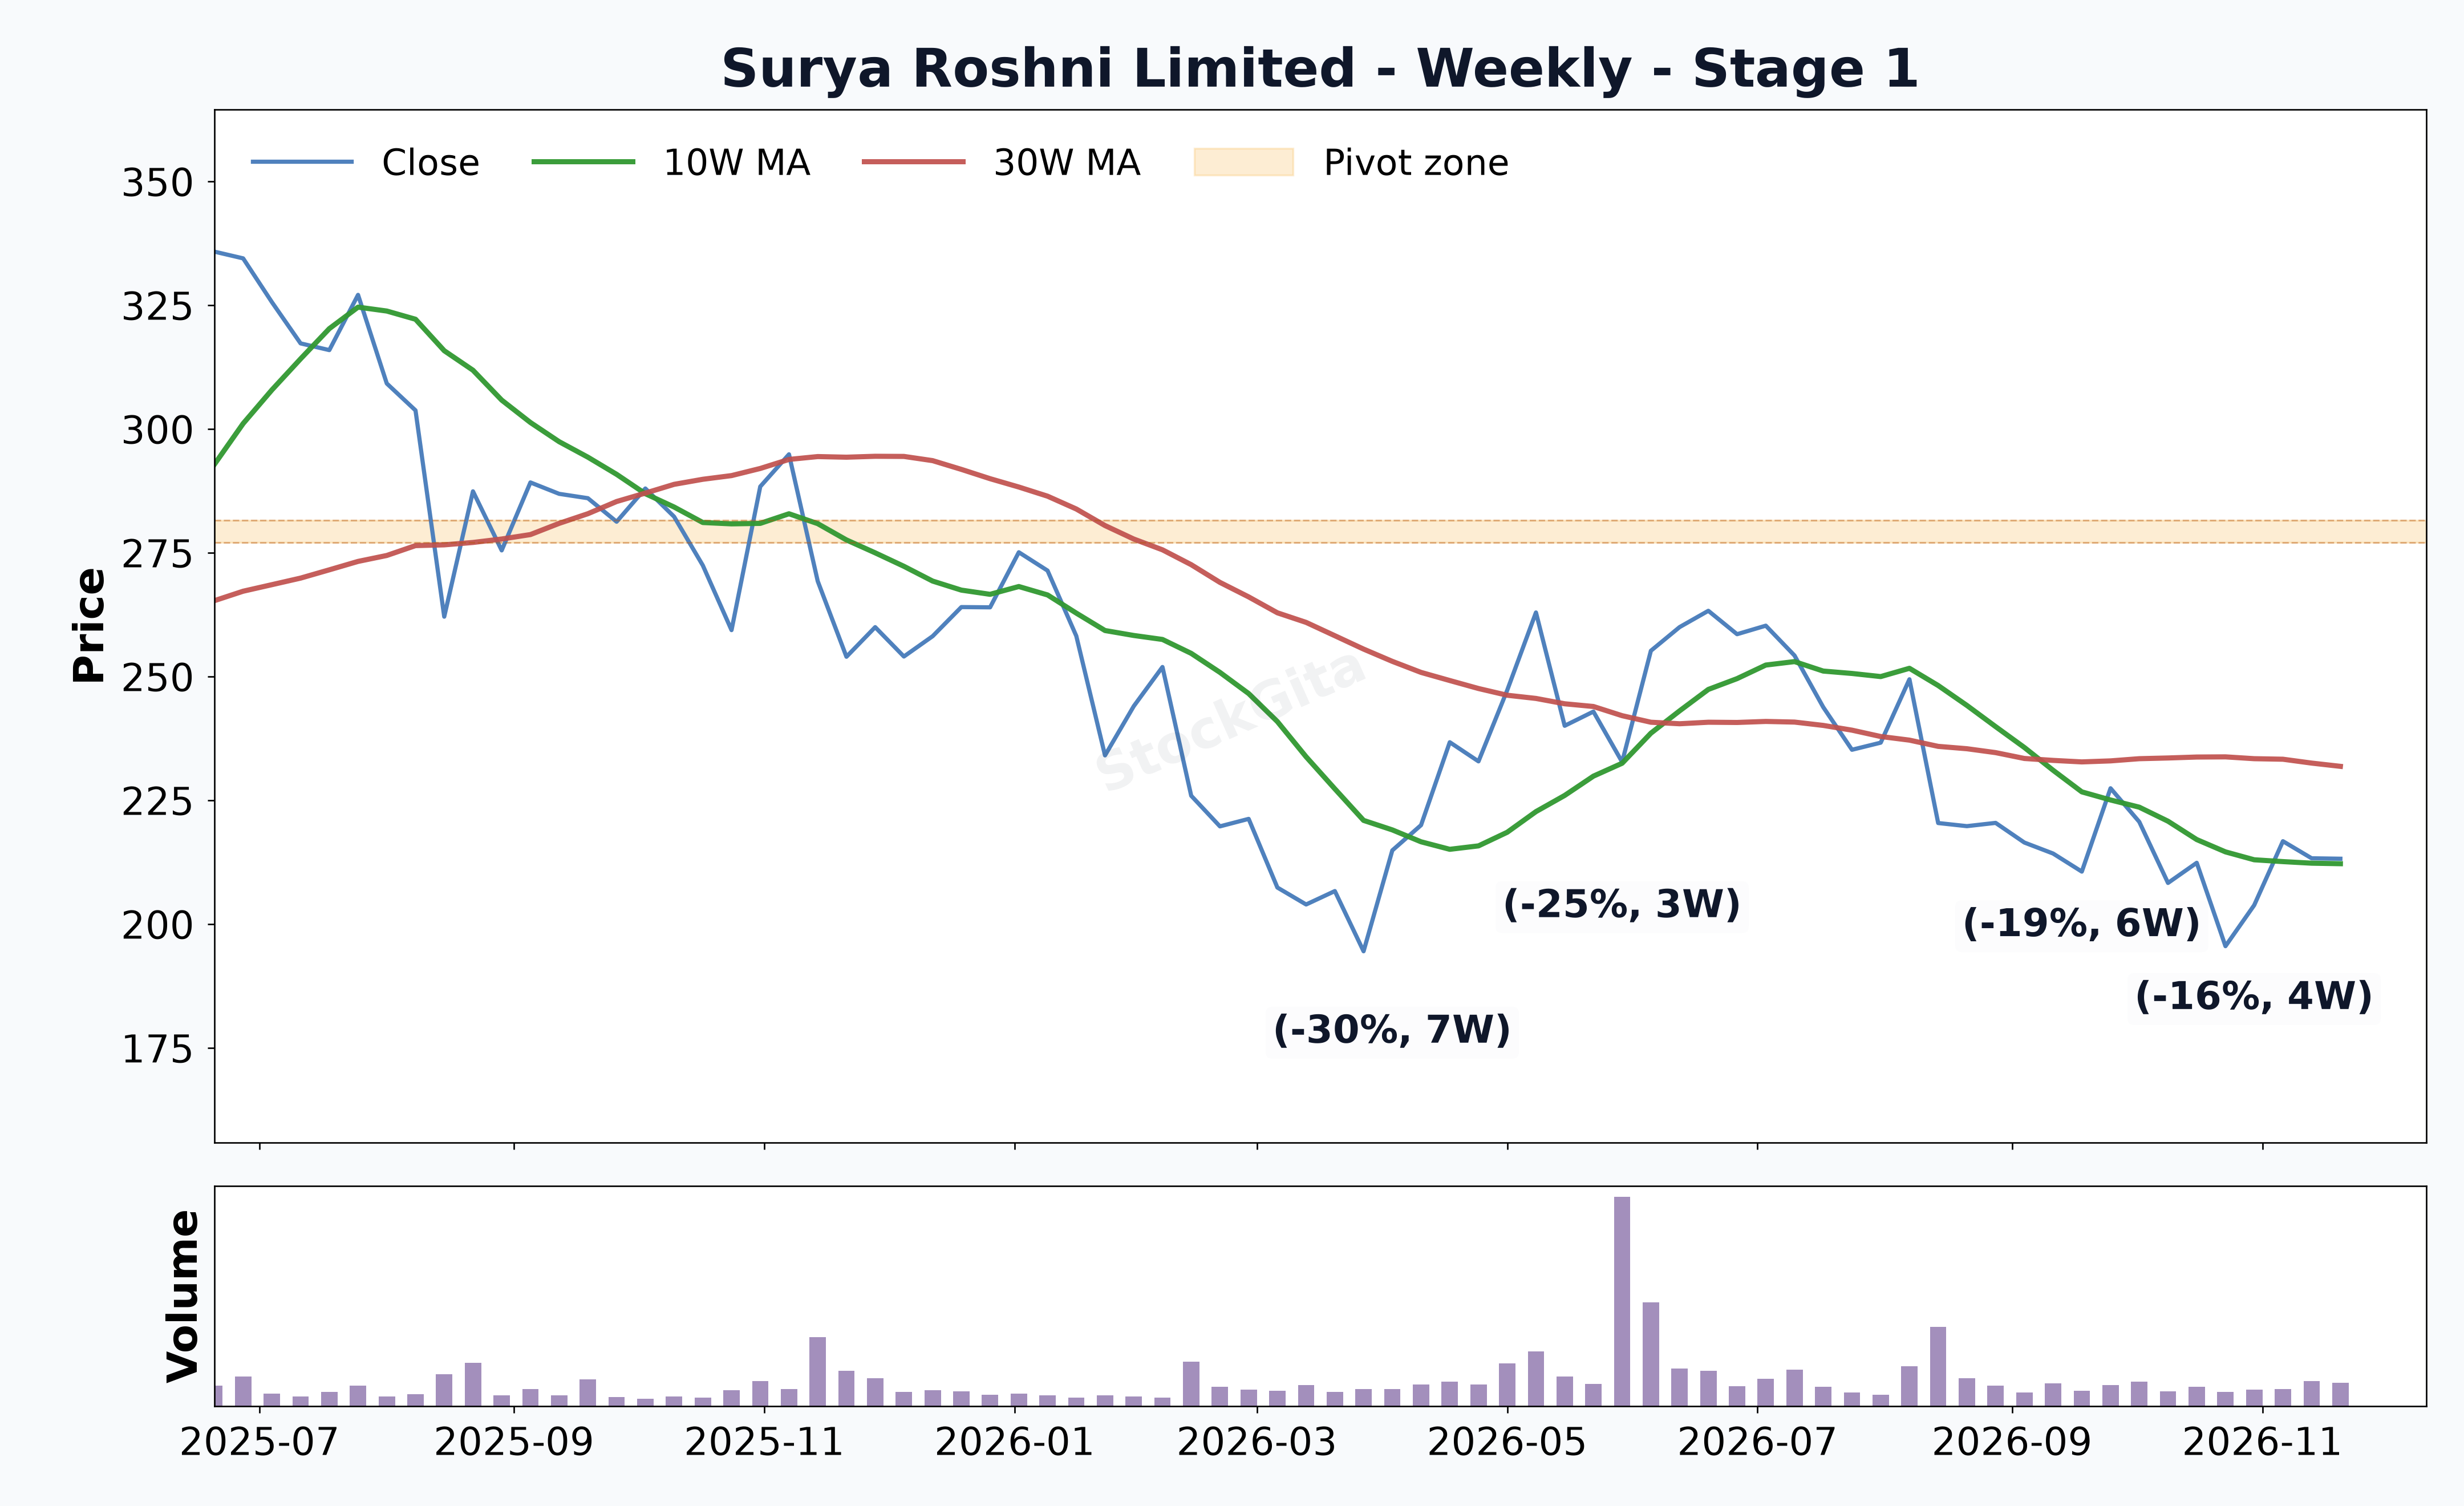 Surya Roshni Limited - Weekly - Stage 1
Close 10W MA 30W MA Pivot zone
350
325
300
275
250
225
200
175
Price
StockGita
(-25%, 3W)
(-19%, 6W)
(-16%, 4W)
(-30%, 7W)
Volume
2025-07 2025-09 2025-11 2026-01 2026-03 2026-05 2026-07 2026-09 2026-11